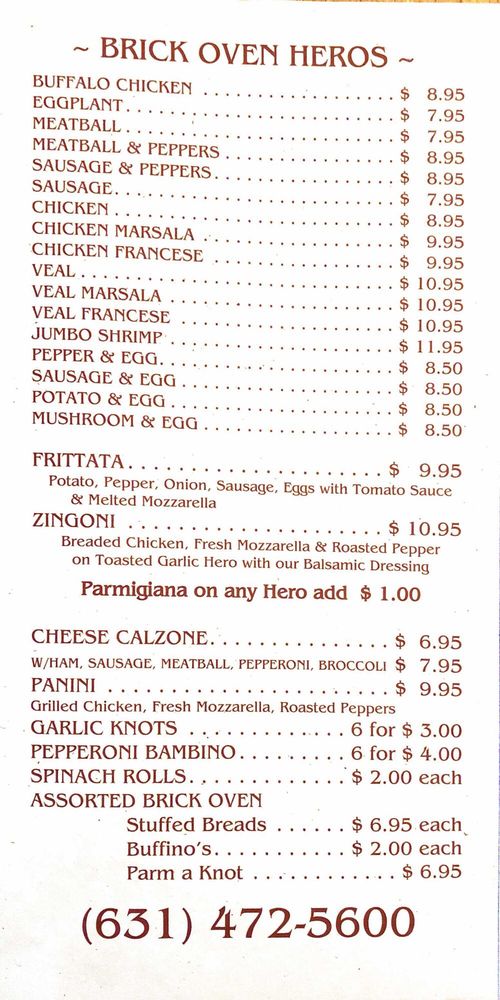 ~ BRICK OVEN HEROS ~
BUFFALO CHICKEN . . . . . . . . . . . . . . . . . . $ 8.95
EGGPLANT. . . . . . . . . . . . . . . . . . . . . . . . . $ 7.95
MEATBALL . . . . . . . . . . . . . . . . . . . . . . . . . $ 7.95
MEATBALL & PEPPERS . . . . . . . . . . . . . . . . $ 8.95
SAUSAGE & PEPPERS. . . . . . . . . . . . . . . . . $ 8.95
SAUSAGE. . . . . . . . . . . . . . . . . . . . . . . . . . $ 7.95
CHICKEN . . . . . . . . . . . . . . . . . . . . . . . . . . $ 8.95
CHICKEN MARSALA . . . . . . . . . . . . . . . . . . $ 9.95
CHICKEN FRANCESE . . . . . . . . . . . . . . . . . $ 9.95
VEAL . . . . . . . . . . . . . . . . . . . . . . . . . . . . . $ 10.95
VEAL MARSALA . . . . . . . . . . . . . . . . . . . . . $ 10.95
VEAL FRANCESE . . . . . . . . . . . . . . . . . . . . $ 10.95
JUMBO SHRIMP . . . . . . . . . . . . . . . . . . . . . $ 11.95
PEPPER & EGG. . . . . . . . . . . . . . . . . . . . . . $ 8.50
SAUSAGE & EGG . . . . . . . . . . . . . . . . . . . . $ 8.50
POTATO & EGG . . . . . . . . . . . . . . . . . . . . . $ 8.50
MUSHROOM & EGG . . . . . . . . . . . . . . . . . . $ 8.50
FRITTATA. . . . . . . . . . . . . . . . . . . . . . $ 9.95
Potato, Pepper, Onion, Sausage, Eggs with Tomato Sauce
& Melted Mozzarella
ZINGONI . . . . . . . . . . . . . . . . . . . . . . $ 10.95
Breaded Chicken, Fresh Mozzarella & Roasted Pepper
on Toasted Garlic Hero with our Balsamic Dressing
Parmigiana on any Hero add $ 1.00
CHEESE CALZONE. . . . . . . . . . . . . . . $ 6.95
W/HAM, SAUSAGE, MEATBALL, PEPPERONI, BROCCOLI $ 7.95
PANINI . . . . . . . . . . . . . . . . . . . . . . . . $ 9.95
Grilled Chicken, Fresh Mozzarella, Roasted Peppers
GARLIC KNOTS . . . . . . . . . . . . . 6 for $ 3.00
PEPPERONI BAMBINO. . . . . . . . . 6 for $ 4.00
SPINACH ROLLS. . . . . . . . . . . . . $ 2.00 each
ASSORTED BRICK OVEN
Stuffed Breads . . . . . . $ 6.95 each
Buffino's. . . . . . . . . . . $ 2.00 each
Parm a Knot . . . . . . . . . . . . $ 6.95
(631) 472-5600